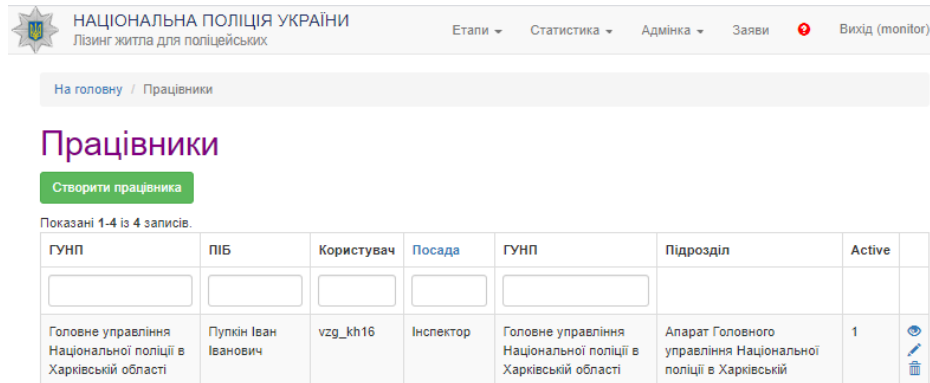 НАЦІОНАЛЬНА ПОЛІЦІЯ УКРАЇНИ
Лізинг житла для поліцейських
Етапи Статистика Адмінка Заяви Вихід (monitor)
На головну / Працівники
Працівники
Створити працівника
Показані 1-4 із 4 записів.
ГУНП ПІБ Користувач Посада ГУНП Підрозділ Active
Головне управління Пупкін Іван vzg_kh16 Інспектор Головне управління Апарат Головного 1
Національної поліції в Іванович Національної поліції в управління Національної
Харківській області Харківській області поліції в Харківській